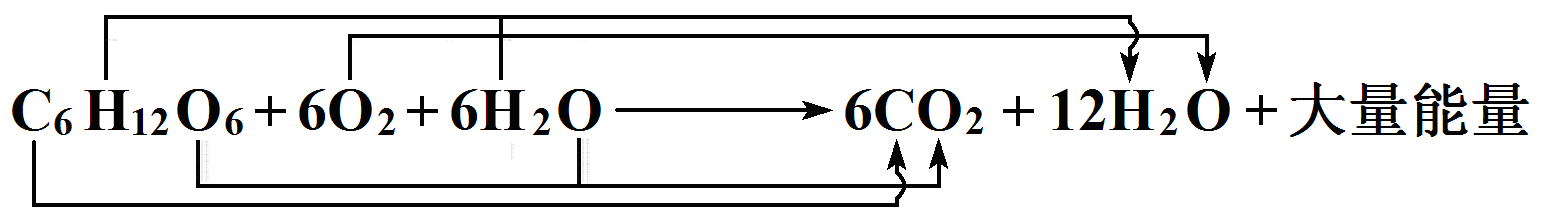 C₆H₁₂O₆ + 6O₂ + 6H₂O → 6CO₂ + 12H₂O + 大量能量